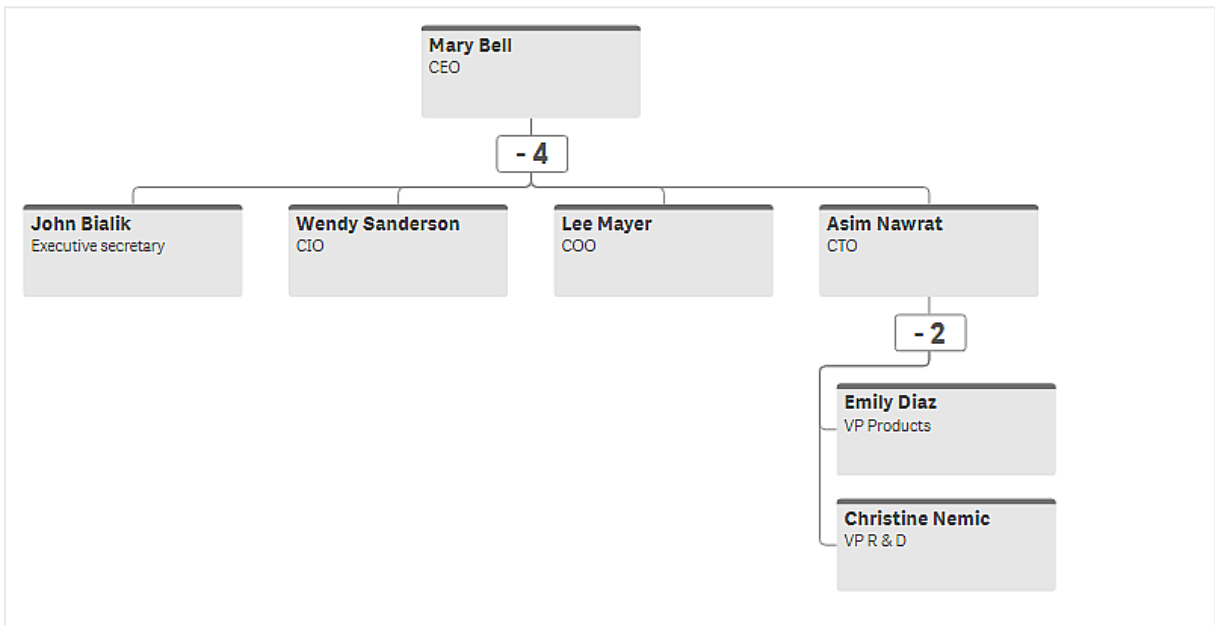 Mary Bell
CEO
- 4
John Bialik
Executive secretary
Wendy Sanderson
CIO
Lee Mayer
COO
Asim Nawrat
CTO
- 2
Emily Diaz
VP Products
Christine Nemic
VP R & D